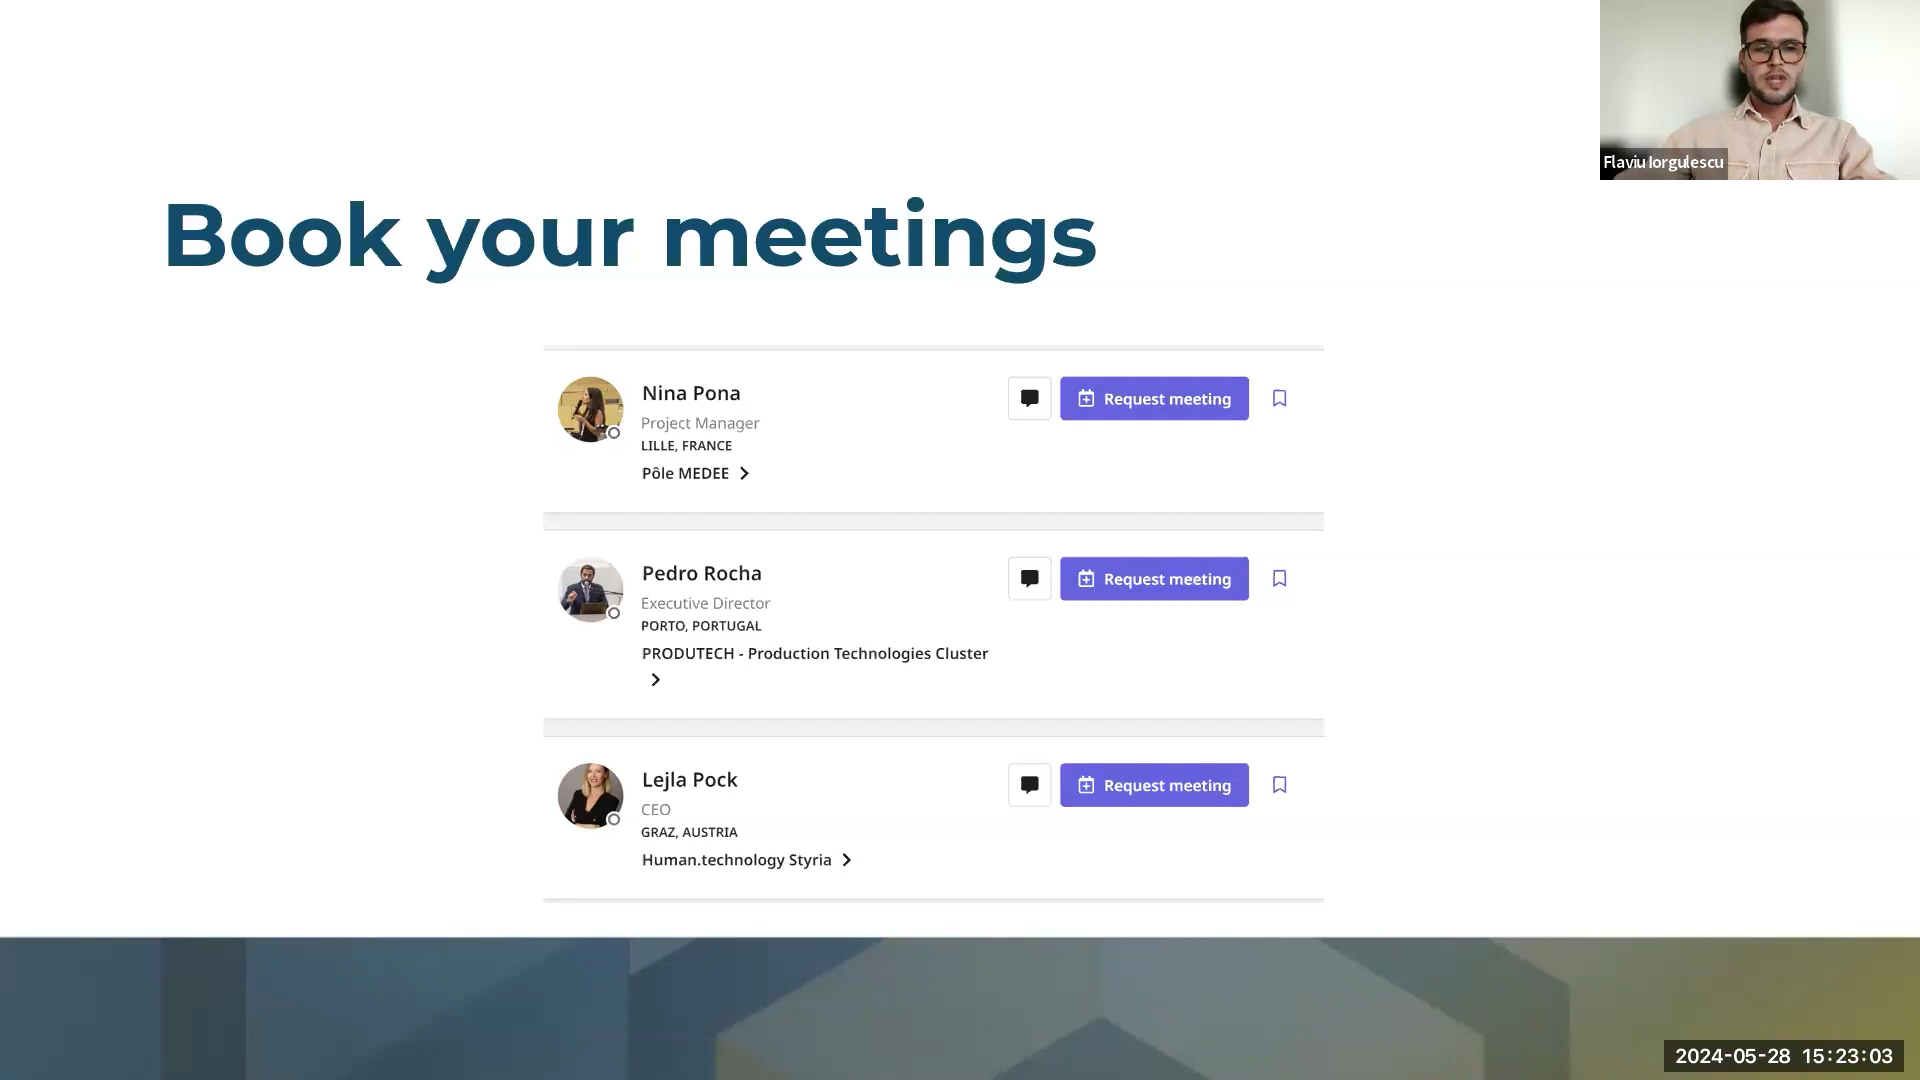 Flaviu Iorgulescu
Book your meetings
Nina Pona
Request meeting
Project Manager
LILLE, FRANCE
Pôle MEDEE
Pedro Rocha
Request meeting
Executive Director
PORTO, PORTUGAL
PRODUTECH - Production Technologies Cluster
Lejla Pock
Request meeting
CEO
GRAZ, AUSTRIA
Human.technology Styria
2024-05-28 15:23:03